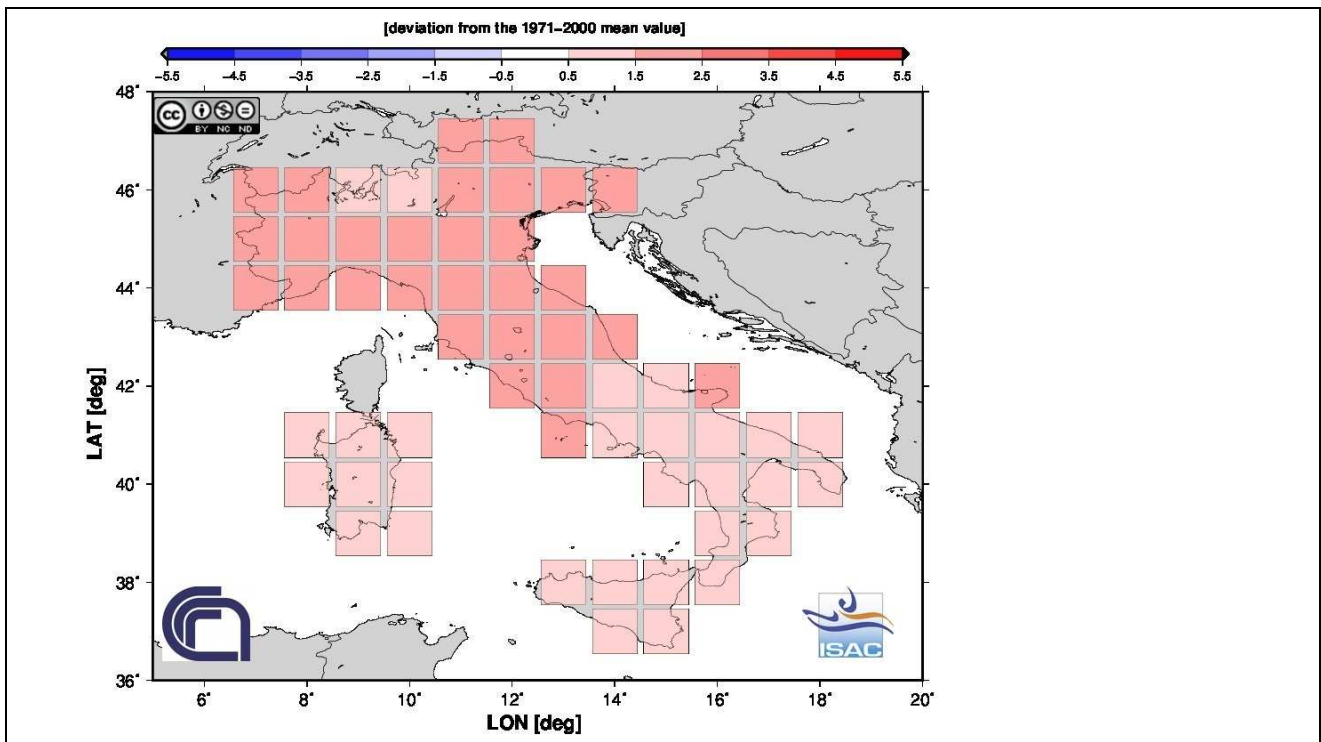 [deviation from the 1971−2000 mean value]
−5.5 −4.5 −3.5 −2.5 −1.5 −0.5 0.5 1.5 2.5 3.5 4.5 5.5
48°
cc
BY NC ND
46°
44°
42°
LAT [deg]
40°
38°
ISAC
36°
6° 8° 10° 12° 14° 16° 18° 20°
LON [deg]